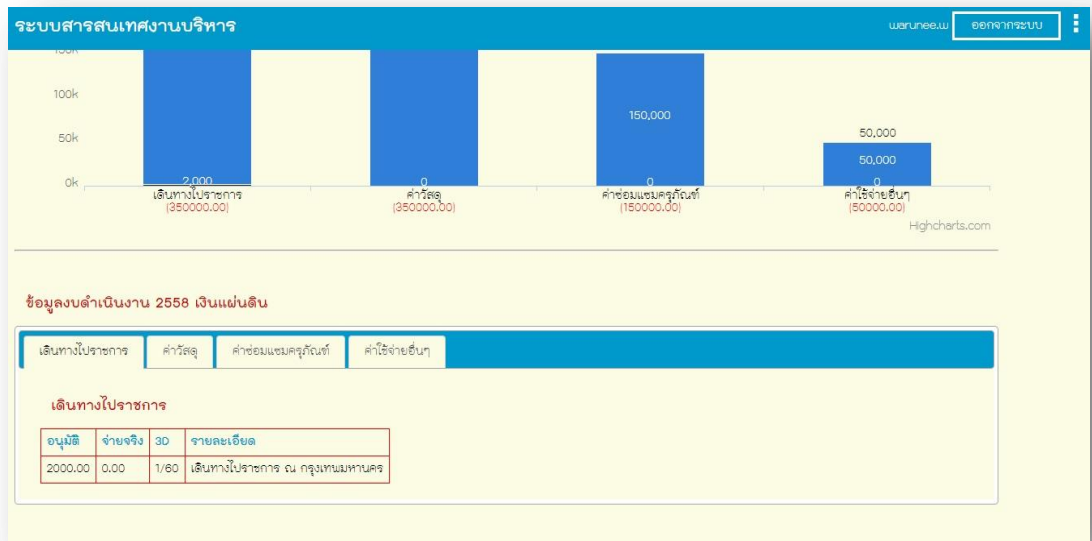 ระบบสารสนเทศงานบริหาร warunee.w ออกจากระบบ
150k
100k
150,000
50k
50,000
50,000
0k 2,000 0 0 0
เดินทางไปราชการ ค่าวัสดุ ค่าซ่อมแซมครุภัณฑ์ ค่าใช้จ่ายอื่นๆ
(350000.00) (350000.00) (150000.00) (50000.00)
Highcharts.com
ข้อมูลงบดำเนินงาน 2558 เงินแผ่นดิน
เดินทางไปราชการ ค่าวัสดุ ค่าซ่อมแซมครุภัณฑ์ ค่าใช้จ่ายอื่นๆ
เดินทางไปราชการ
อนุมัติ จ่ายจริง 3D รายละเอียด
2000.00 0.00 1/60 เดินทางไปราชการ ณ กรุงเทพมหานคร